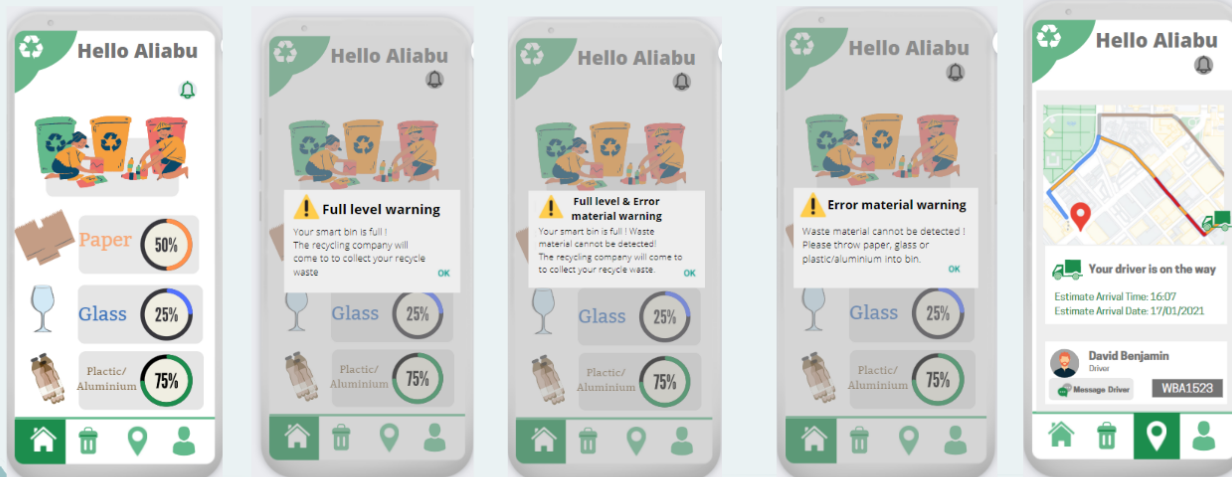 Hello Aliabu
Paper
50%
Glass
25%
Plactic/
Aluminium
75%
Hello Aliabu
Full level warning
Your smart bin is full !
The recycling company will
come to to collect your recycle
waste
OK
Glass
25%
Plactic/
Aluminium
75%
Hello Aliabu
Full level & Error
material warning
Your smart bin is full ! Waste
material cannot be detected!
The recycling company will come to
to collect your recycle waste.
OK
Glass
25%
Plactic/
Aluminium
75%
Hello Aliabu
Error material warning
Waste material cannot be detected !
Please throw paper, glass or
plastic/aluminium into bin.
OK
Glass
25%
Plactic/
Aluminium
75%
Hello Aliabu
Your driver is on the way
Estimate Arrival Time: 16:07
Estimate Arrival Date: 17/01/2021
David Benjamin
Driver
Message Driver
WBA1523